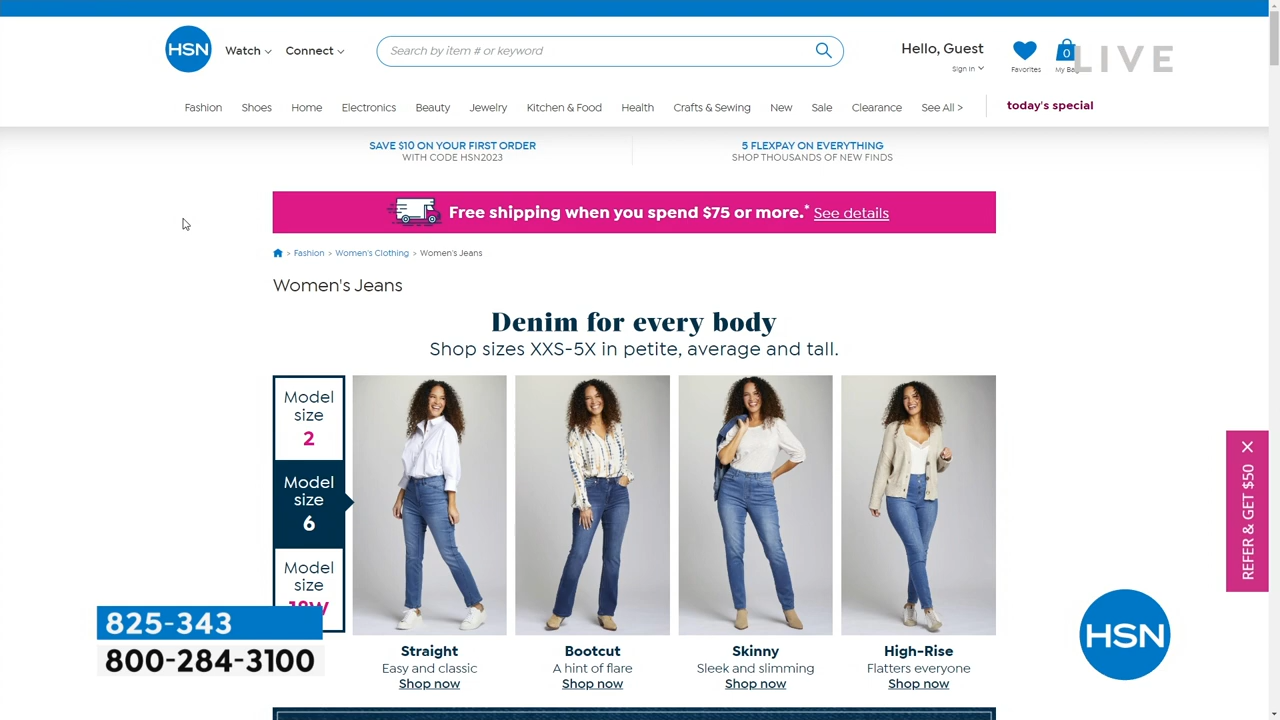 HSN
Watch
Connect
Search by item # or keyword
Hello, Guest
Sign in
Favorites
0
LIVE
Fashion
Shoes
Home
Electronics
Beauty
Jewelry
Kitchen & Food
Health
Crafts & Sewing
New
Sale
Clearance
See All >
today's special
SAVE $10 ON YOUR FIRST ORDER
WITH CODE HSN2023
5 FLEXPAY ON EVERYTHING
SHOP THOUSANDS OF NEW FINDS
Free shipping when you spend $75 or more.* See details
> Fashion > Women's Clothing > Women's Jeans
Women's Jeans
Denim for every body
Shop sizes XXS-5X in petite, average and tall.
Model
size
2
Model
size
6
Model
size
18W
Straight
Easy and classic
Shop now
Bootcut
A hint of flare
Shop now
Skinny
Sleek and slimming
Shop now
High-Rise
Flatters everyone
Shop now
REFER & GET $50
825-343
800-284-3100
HSN